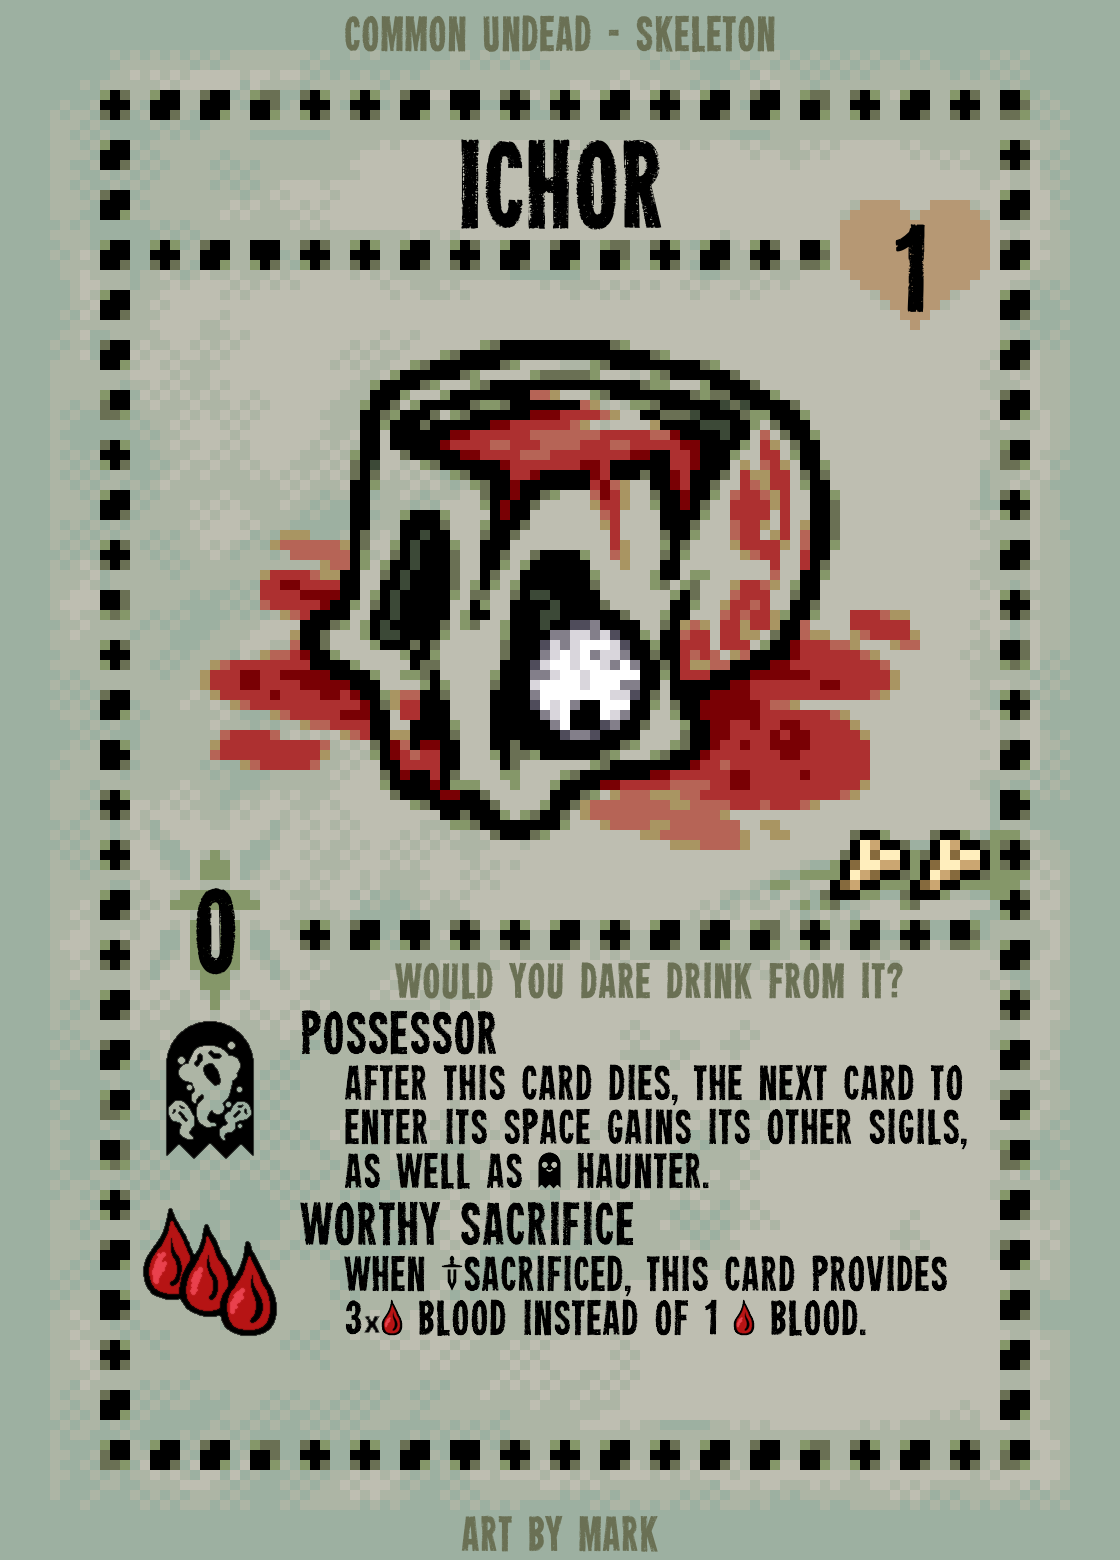 COMMON UNDEAD - SKELETON
ICHOR
1
0
WOULD YOU DARE DRINK FROM IT?
POSSESSOR
AFTER THIS CARD DIES, THE NEXT CARD TO
ENTER ITS SPACE GAINS ITS OTHER SIGILS,
AS WELL AS HAUNTER.
WORTHY SACRIFICE
WHEN SACRIFICED, THIS CARD PROVIDES
3x BLOOD INSTEAD OF 1 BLOOD.
ART BY MARK